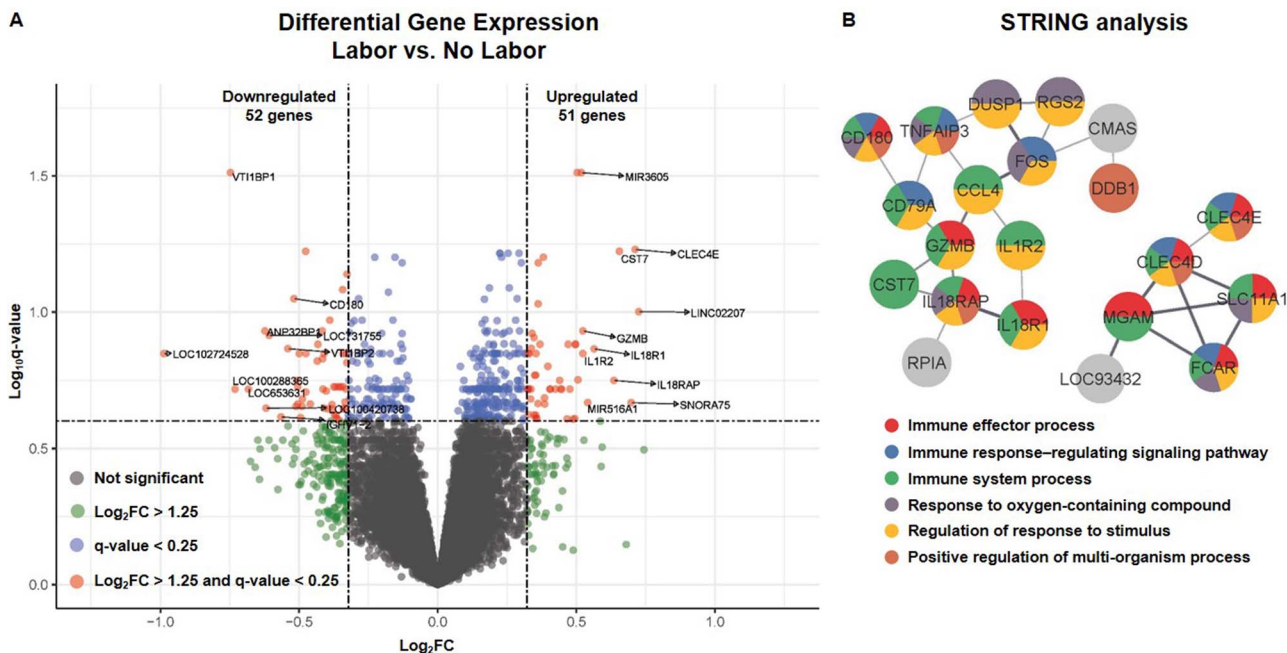 A
Differential Gene Expression
Labor vs. No Labor
Downregulated
52 genes
Upregulated
51 genes
VTI1BP1
MIR3605
CST7
CLEC4E
CD180
LINC02207
ANP32BP1
LOC731755
GZMB
LOC102724528
VTI1BP2
IL1R2
IL18R1
LOC100288365
LOC653631
IL18RAP
LOC100420738
MIR516A1
SNORA75
IGHV1-2
Not significant
Log₂FC > 1.25
q-value < 0.25
Log₂FC > 1.25 and q-value < 0.25
1.5
1.0
0.5
0.0
Log₁₀q-value
−1.0
−0.5
0.0
0.5
1.0
Log₂FC
B
STRING analysis
DUSP1
RGS2
CD180
TNFAIP3
CMAS
FOS
DDB1
CD79A
CCL4
CLEC4E
GZMB
IL1R2
CLEC4D
CST7
IL18RAP
SLC11A1
IL18R1
MGAM
RPIA
LOC93432
FCAR
Immune effector process
Immune response–regulating signaling pathway
Immune system process
Response to oxygen-containing compound
Regulation of response to stimulus
Positive regulation of multi-organism process